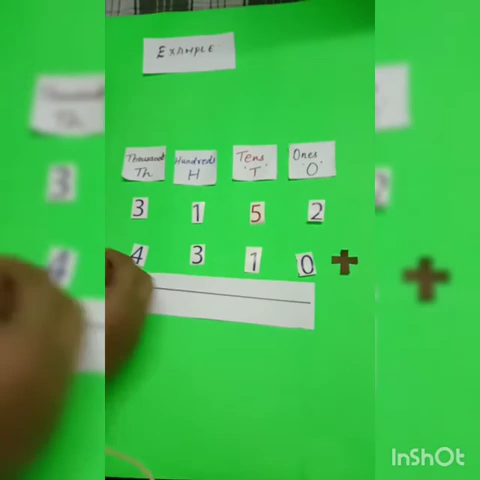 EXAMPLE
Thousand Hundreds Tens Ones
Th H 'T' 'O'
3 1 5 2
4 3 1 0 +
InShOt